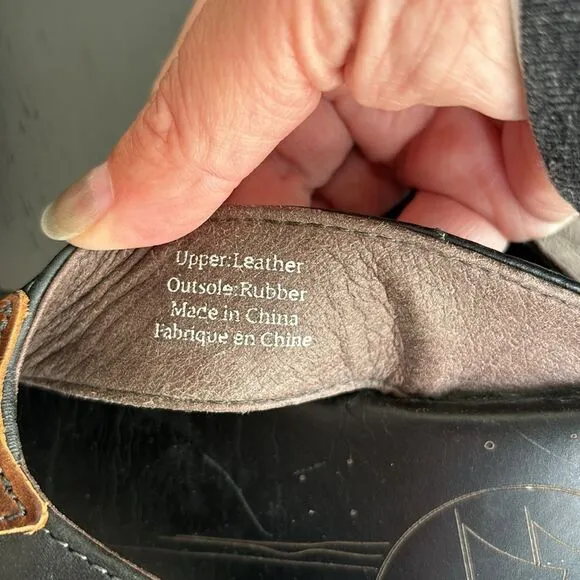 Upper:Leather
Outsole:Rubber
Made in China
Fabrique en Chine